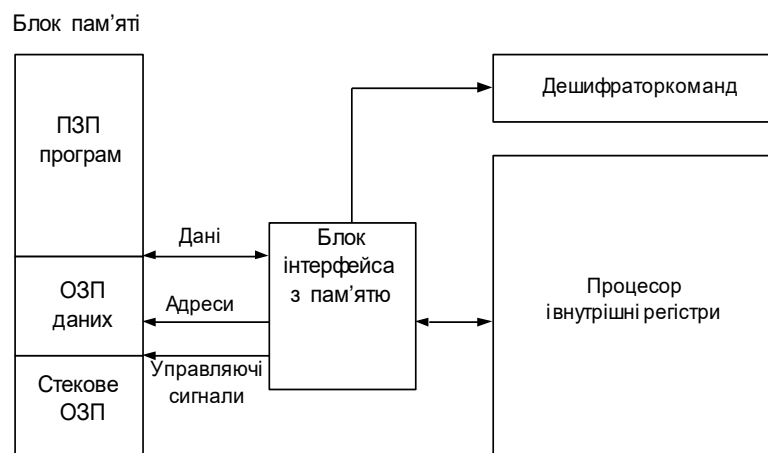 Блок пам’яті
ПЗП
програм
ОЗП
даних
Стекове
ОЗП
Дані
Адреси
Управляючі
сигнали
Блок
інтерфейса
з пам’ятю
Дешифраторкоманд
Процесор
івнутрішні регістри